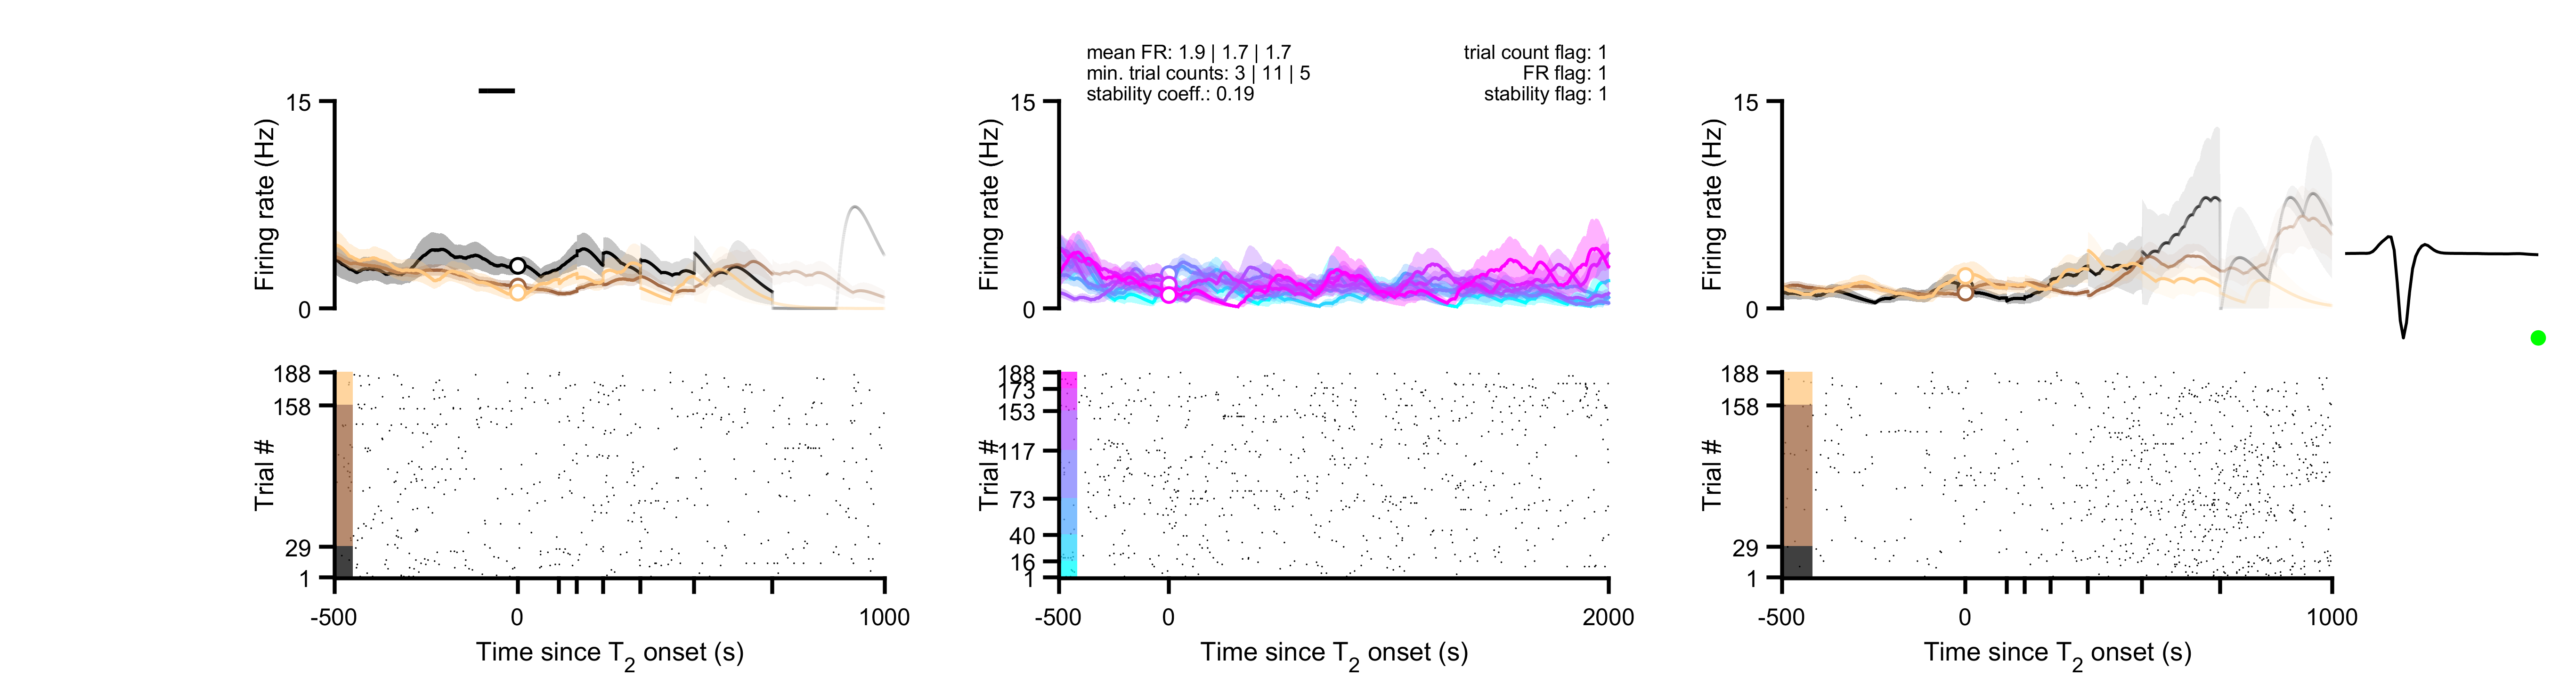 mean FR: 1.9 | 1.7 | 1.7
min. trial counts: 3 | 11 | 5
stability coeff.: 0.19
trial count flag: 1
FR flag: 1
stability flag: 1
15
Firing rate (Hz)
0
188
158
Trial #
29
1
-500
0
1000
Time since T2 onset (s)
15
Firing rate (Hz)
0
188
173
153
Trial #
117
73
40
16
1
-500
0
2000
Time since T2 onset (s)
15
Firing rate (Hz)
0
188
158
Trial #
29
1
-500
0
1000
Time since T2 onset (s)